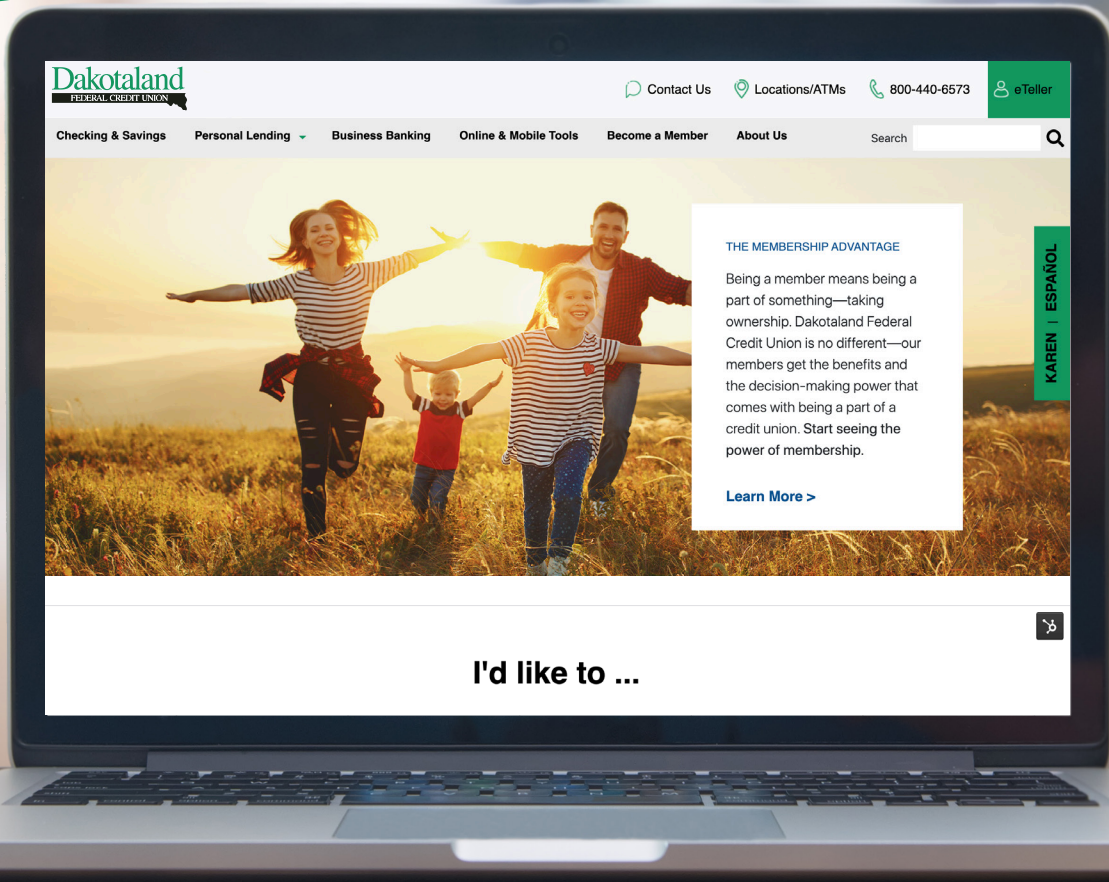 Dakotaland
FEDERAL CREDIT UNION
Contact Us
Locations/ATMs
800-440-6573
eTeller
Checking & Savings
Personal Lending
Business Banking
Online & Mobile Tools
Become a Member
About Us
Search
THE MEMBERSHIP ADVANTAGE
Being a member means being a
part of something—taking
ownership. Dakotaland Federal
Credit Union is no different—our
members get the benefits and
the decision-making power that
comes with being a part of a
credit union. Start seeing the
power of membership.
Learn More >
KAREN | ESPAÑOL
I'd like to ...